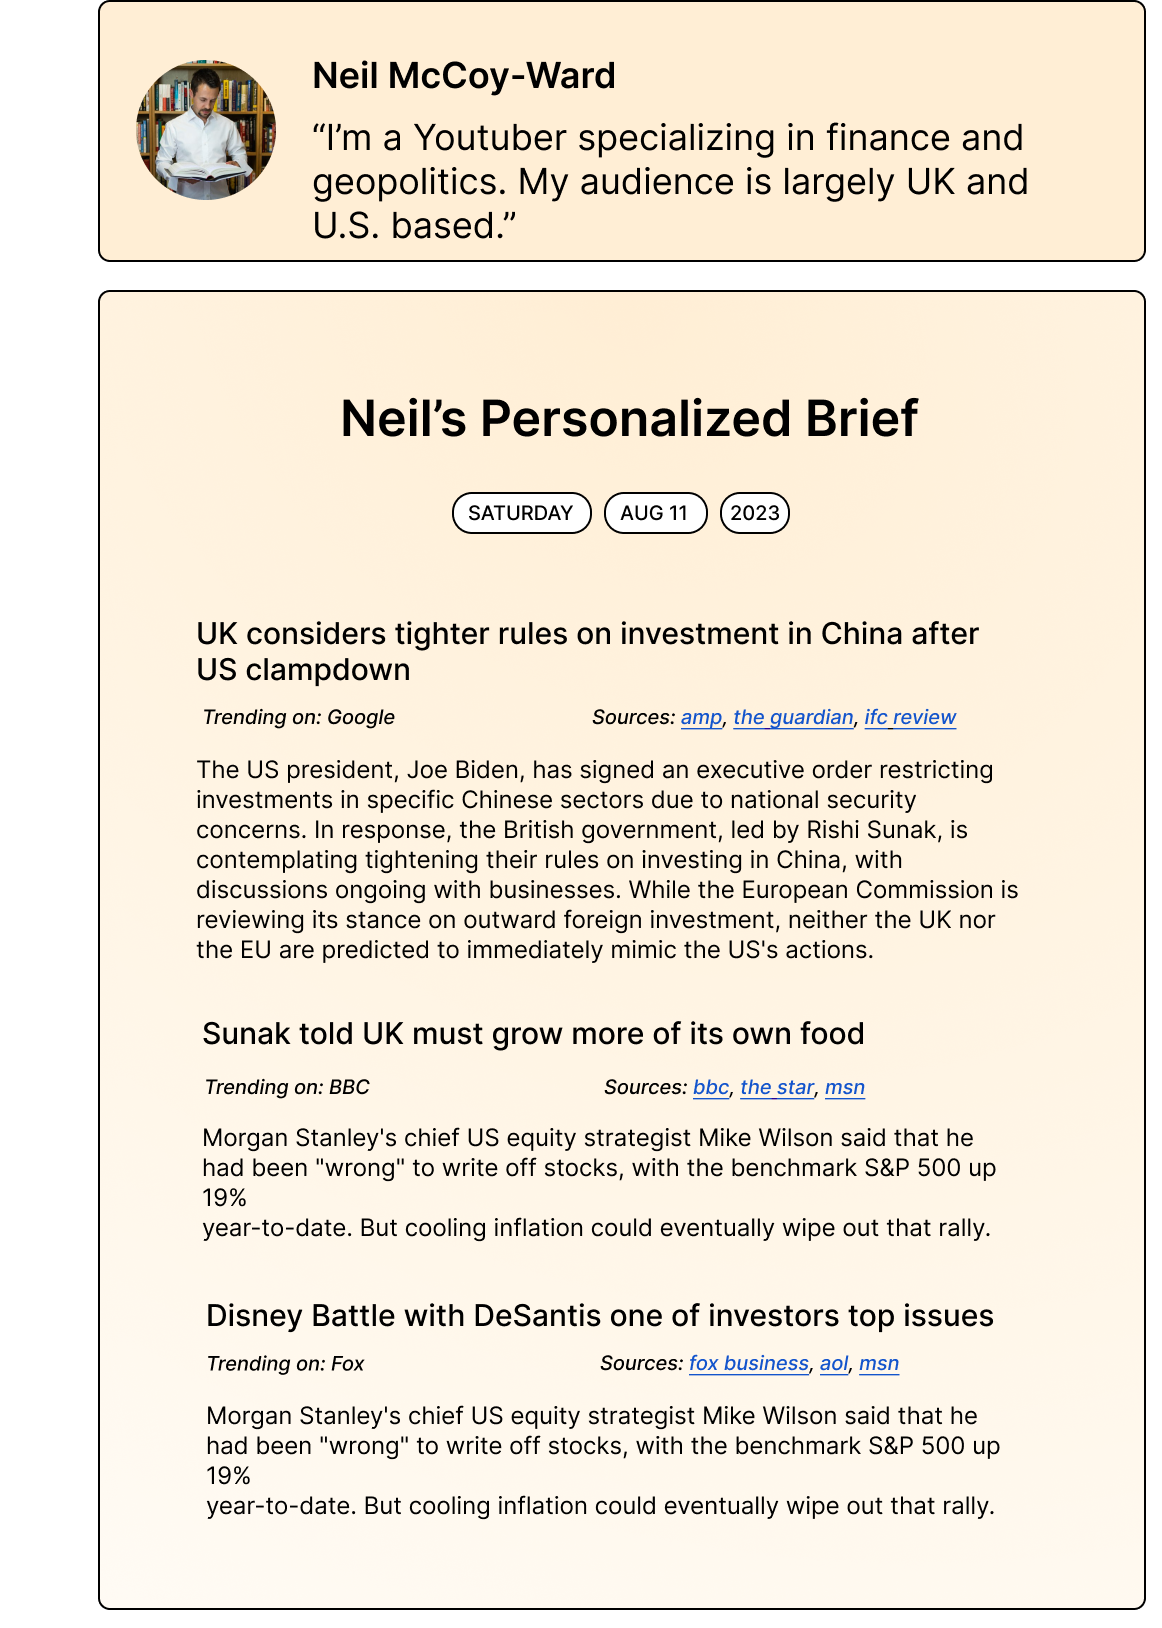 Neil McCoy-Ward
“I’m a Youtuber specializing in finance and
geopolitics. My audience is largely UK and
U.S. based.”
Neil’s Personalized Brief
SATURDAY AUG 11 2023
UK considers tighter rules on investment in China after
US clampdown
Trending on: Google Sources: amp, the guardian, ifc review
The US president, Joe Biden, has signed an executive order restricting
investments in specific Chinese sectors due to national security
concerns. In response, the British government, led by Rishi Sunak, is
contemplating tightening their rules on investing in China, with
discussions ongoing with businesses. While the European Commission is
reviewing its stance on outward foreign investment, neither the UK nor
the EU are predicted to immediately mimic the US's actions.
Sunak told UK must grow more of its own food
Trending on: BBC Sources: bbc, the star, msn
Morgan Stanley's chief US equity strategist Mike Wilson said that he
had been "wrong" to write off stocks, with the benchmark S&P 500 up
19%
year-to-date. But cooling inflation could eventually wipe out that rally.
Disney Battle with DeSantis one of investors top issues
Trending on: Fox Sources: fox business, aol, msn
Morgan Stanley's chief US equity strategist Mike Wilson said that he
had been "wrong" to write off stocks, with the benchmark S&P 500 up
19%
year-to-date. But cooling inflation could eventually wipe out that rally.